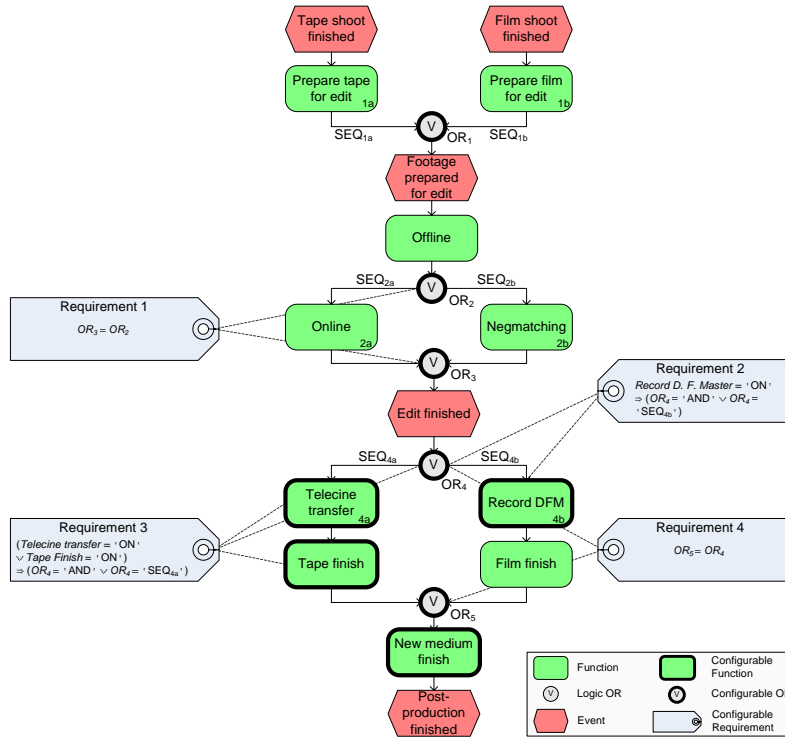 Tape shoot
finished
Film shoot
finished
Prepare tape
for edit
1a
Prepare film
for edit
1b
SEQ1a
V
OR1
SEQ1b
Footage
prepared
for edit
Offline
SEQ2a
V
OR2
SEQ2b
Requirement 1
OR3 = OR2
Online
2a
Negmatching
2b
V
OR3
Requirement 2
Record D. F. Master = 'ON'
⇒ (OR4 = 'AND' ∨ OR4 =
'SEQ4b')
Edit finished
SEQ4a
V
OR4
SEQ4b
Telecine
transfer
4a
Record DFM
4b
Requirement 3
(Telecine transfer = 'ON'
∨ Tape Finish = 'ON')
⇒ (OR4 = 'AND' ∨ OR4 = 'SEQ4a')
Requirement 4
OR5 = OR4
Tape finish
Film finish
V
OR5
New medium
finish
Post-
production
finished
Function
Configurable
Function
V
Logic OR
V
Configurable OR
Event
Configurable
Requirement